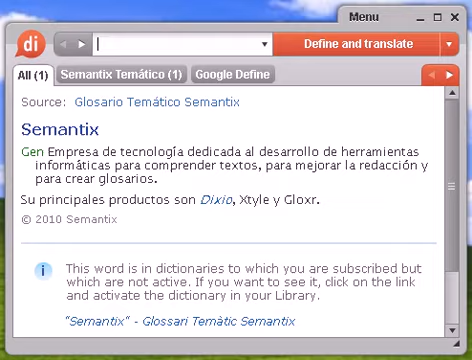 Menu
di
Define and translate
All (1)
Semantix Temático (1)
Google Define
Source: Glosario Temático Semantix
Semantix
Gen Empresa de tecnología dedicada al desarrollo de herramientas
informáticas para comprender textos, para mejorar la redacción y
para crear glosarios.
Su principales productos son Dixio, Xtyle y Gloxr.
© 2010 Semantix
i
This word is in dictionaries to which you are subscribed but
which are not active. If you want to see it, click on the link
and activate the dictionary in your Library.
"Semantix" - Glossari Temàtic Semantix